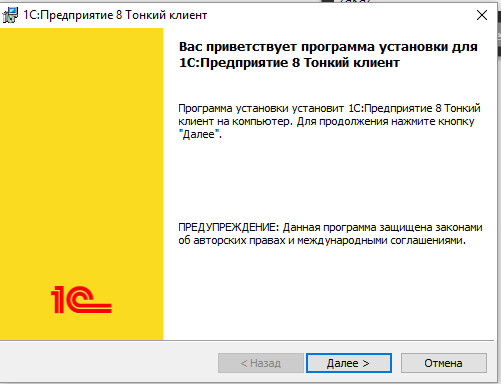 1С:Предприятие 8 Тонкий клиент
Вас приветствует программа установки для
1С:Предприятие 8 Тонкий клиент
Программа установки установит 1С:Предприятие 8 Тонкий
клиент на компьютер. Для продолжения нажмите кнопку
"Далее".
ПРЕДУПРЕЖДЕНИЕ: Данная программа защищена законами
об авторских правах и международными соглашениями.
1С
< Назад
Далее >
Отмена